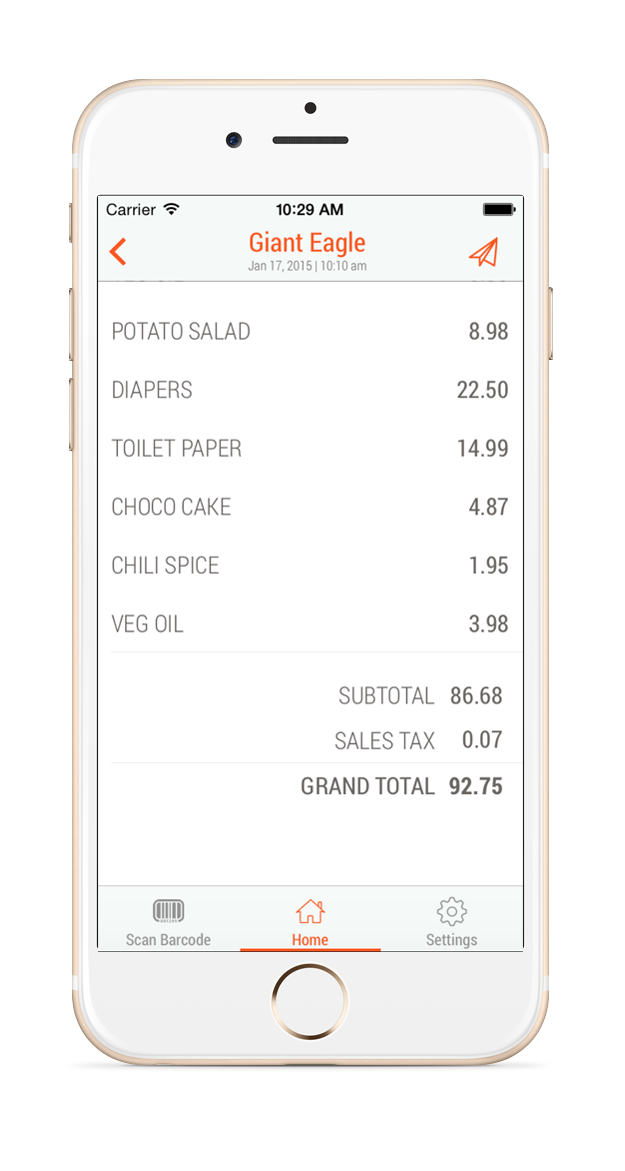 Carrier 10:29 AM
Giant Eagle
Jan 17, 2015 | 10:10 am
POTATO SALAD 8.98
DIAPERS 22.50
TOILET PAPER 14.99
CHOCO CAKE 4.87
CHILI SPICE 1.95
VEG OIL 3.98
SUBTOTAL 86.68
SALES TAX 0.07
GRAND TOTAL 92.75
Scan Barcode Home Settings